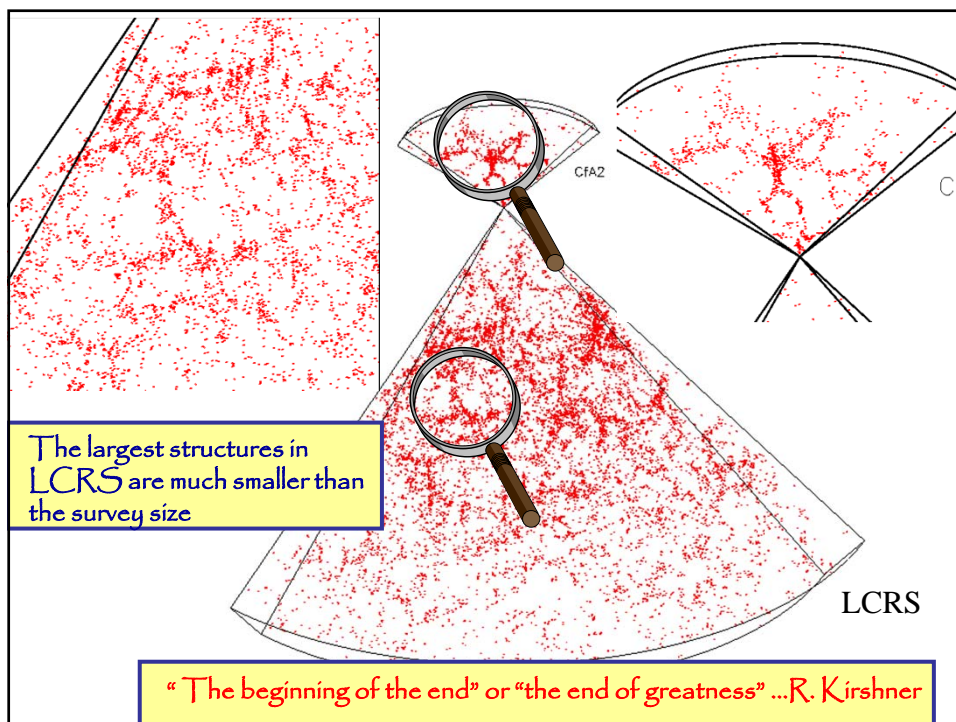 CfA2
C
The largest structures in
LCRS are much smaller than
the survey size
LCRS
“ The beginning of the end” or “the end of greatness” ...R. Kirshner